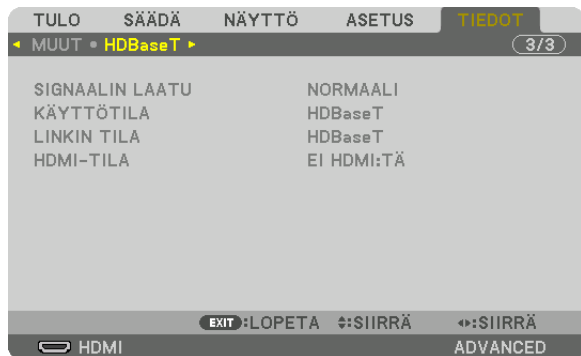 TULO SÄÄDÄ NÄYTTÖ ASETUS TIEDOT
MUUT • HDBaseT 3/3
SIGNAALIN LAATU NORMAALI
KÄYTTÖTILA HDBaseT
LINKIN TILA HDBaseT
HDMI-TILA EI HDMI:TÄ
EXIT :LOPETA :SIIRRÄ :SIIRRÄ
HDMI ADVANCED